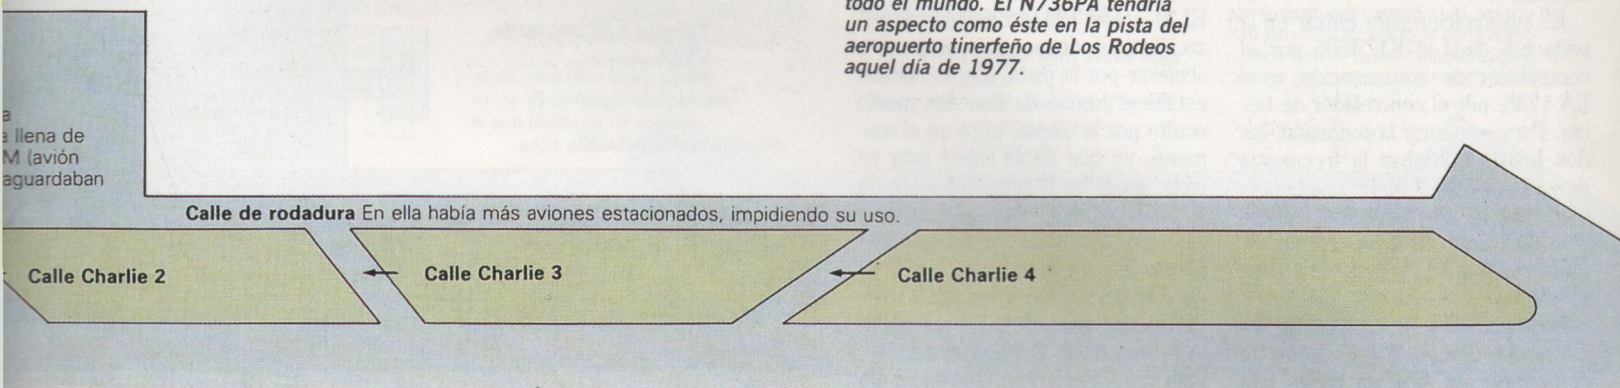 todo el mundo. El N736PA tendría
un aspecto como éste en la pista del
aeropuerto tinerfeño de Los Rodeos
aquel día de 1977.
a
llena de
M (avión
aguardaban
Calle de rodadura En ella había más aviones estacionados, impidiendo su uso.
Calle Charlie 2
Calle Charlie 3
Calle Charlie 4